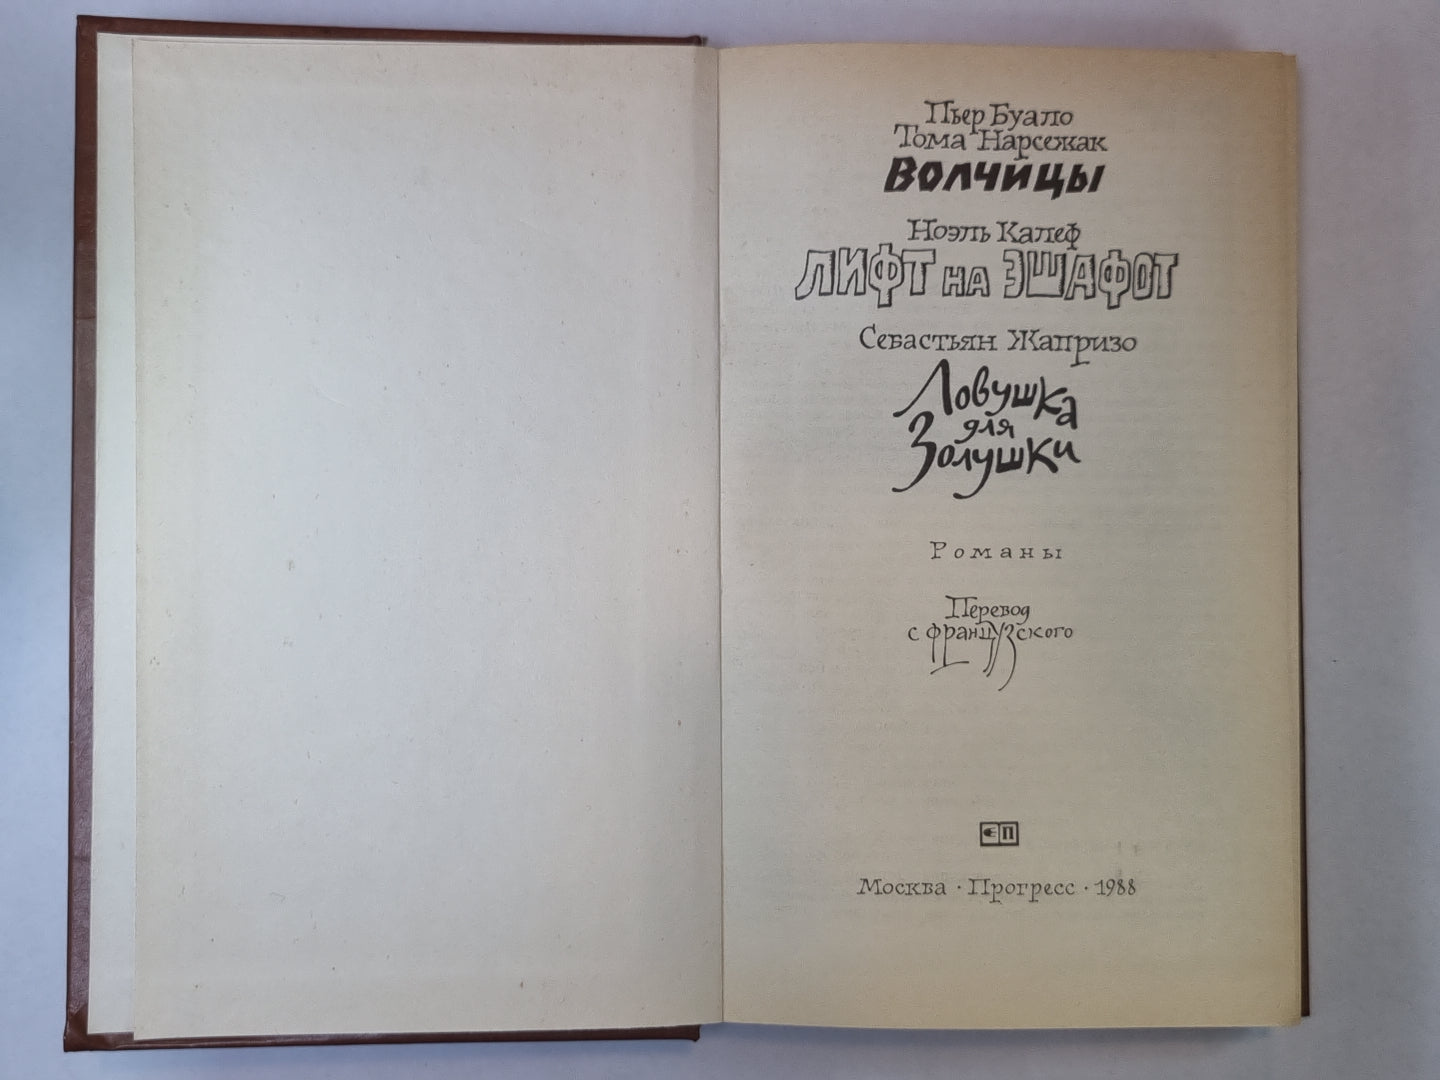 Пьер Буало
Тома Нарсежак
ВОЛЧИЦЫ
Ноэль Калеф
ЛИФТ НА ЭШАФОТ
Себастьян Жапризо
Ловушка
для
Золушки
Романы
Перевод
с французского
П
Москва · Прогресс · 1988